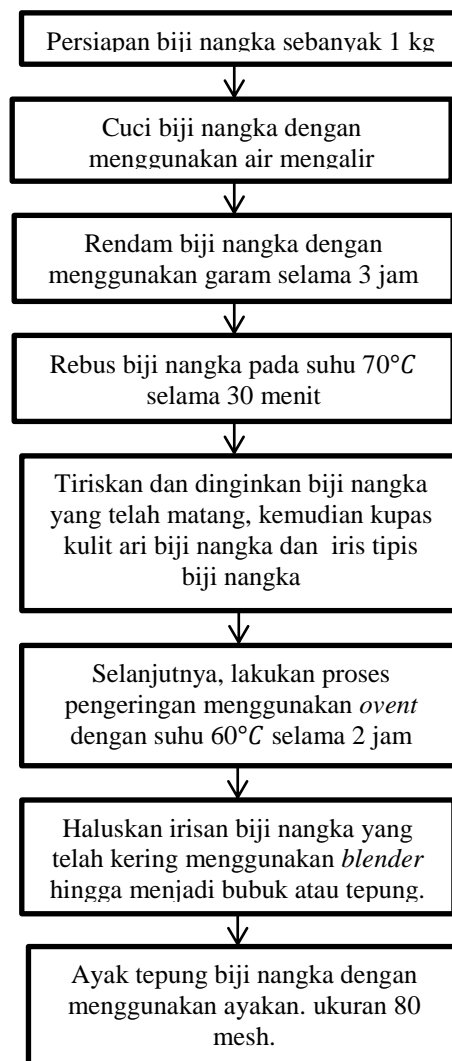 Persiapan biji nangka sebanyak 1 kg
Cuci biji nangka dengan
menggunakan air mengalir
Rendam biji nangka dengan
menggunakan garam selama 3 jam
Rebus biji nangka pada suhu 70°C
selama 30 menit
Tiriskan dan dinginkan biji nangka
yang telah matang, kemudian kupas
kulit ari biji nangka dan iris tipis
biji nangka
Selanjutnya, lakukan proses
pengeringan menggunakan ovent
dengan suhu 60°C selama 2 jam
Haluskan irisan biji nangka yang
telah kering menggunakan blender
hingga menjadi bubuk atau tepung.
Ayak tepung biji nangka dengan
menggunakan ayakan. ukuran 80
mesh.